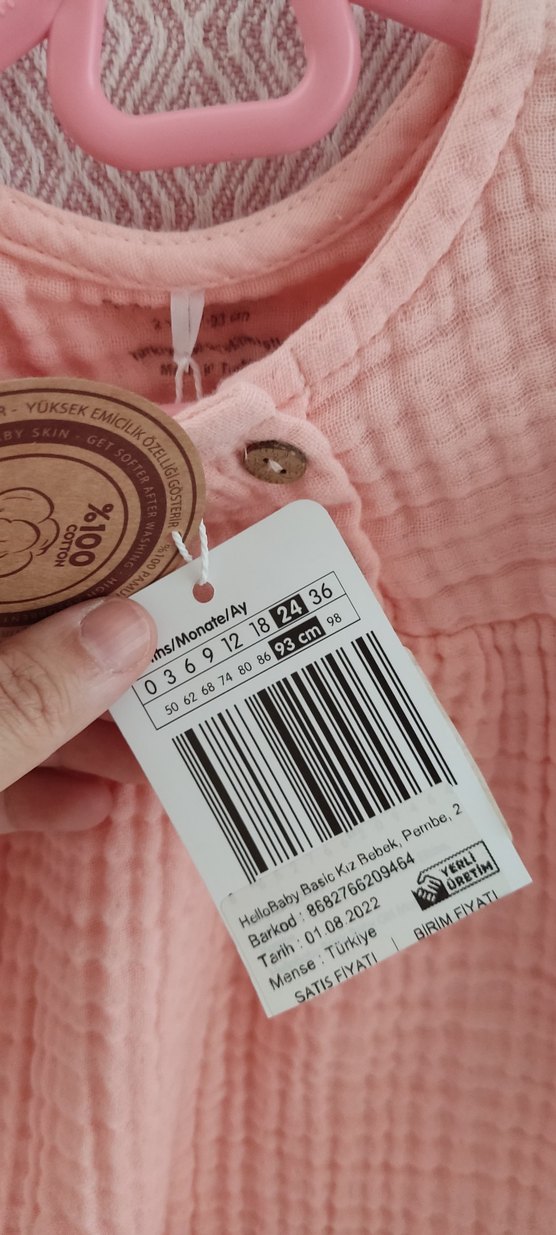 YÜKSEK EMİCİLİK ÖZELLİĞİ GÖSTERİR
BABY SKIN - GET SOFTER AFTER WASHING
%100
COTTON
%100
Monate/Ay
0 3 6 9 12 18 24 36
50 62 68 74 80 86 93 cm 98
HelloBaby Basic Kız Bebek, Pembe, 2
Barkod : 8682766209464
Tarih : 01.08.2022
Menşe : Türkiye
YERLİ
ÜRETİM
SATIŞ FİYATI | BİRİM FİYATI